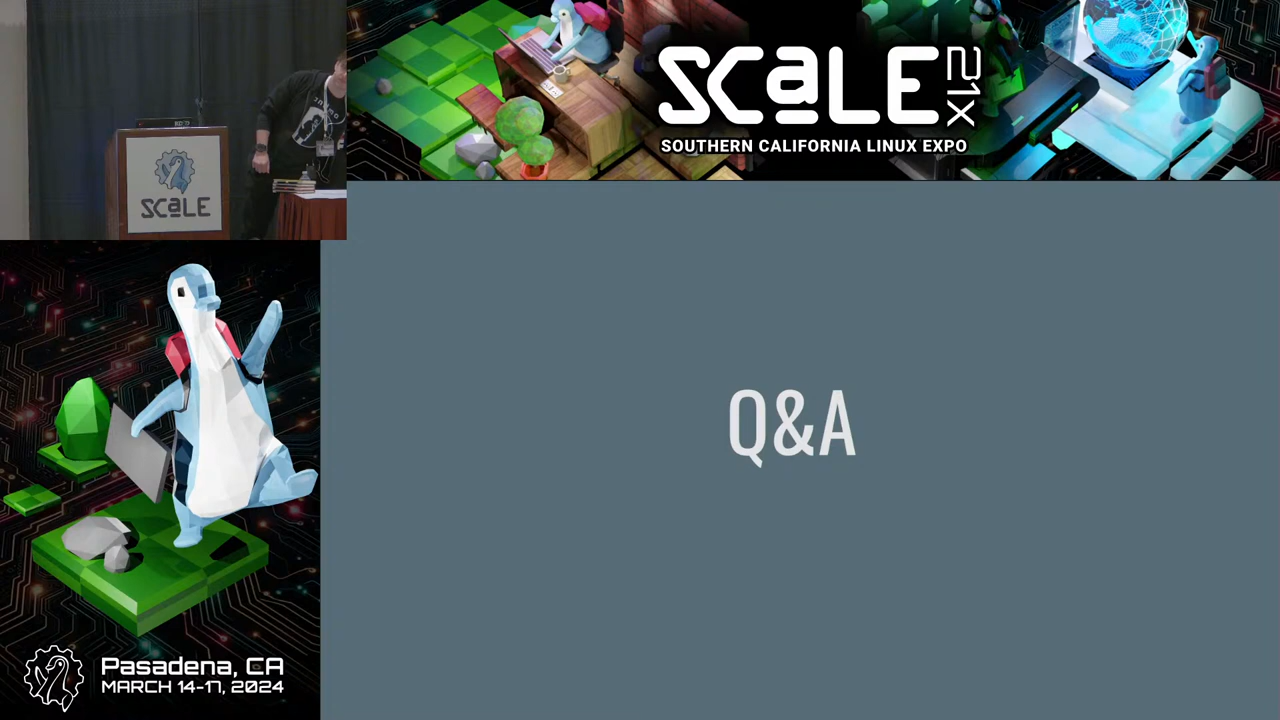 SCaLE
21X
SOUTHERN CALIFORNIA LINUX EXPO
SCaLE
Q&A
Pasadena, CA
MARCH 14-17, 2024